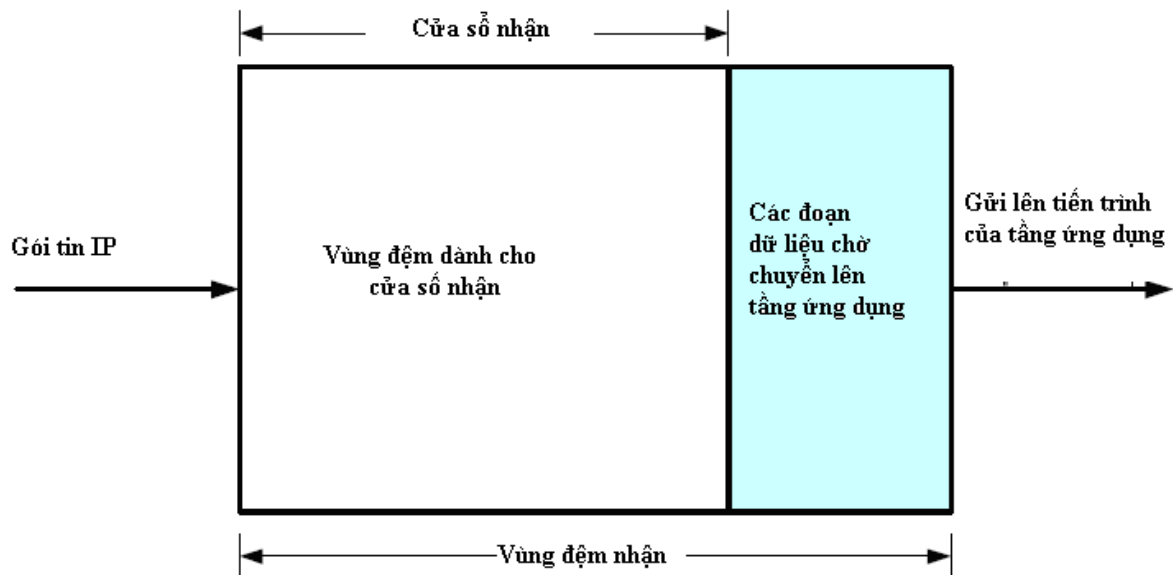 Cửa sổ nhận
Gói tin IP
Vùng đệm dành cho
cửa sổ nhận
Các đoạn
dữ liệu chờ
chuyển lên
tầng ứng dụng
Gửi lên tiến trình
của tầng ứng dụng
Vùng đệm nhận